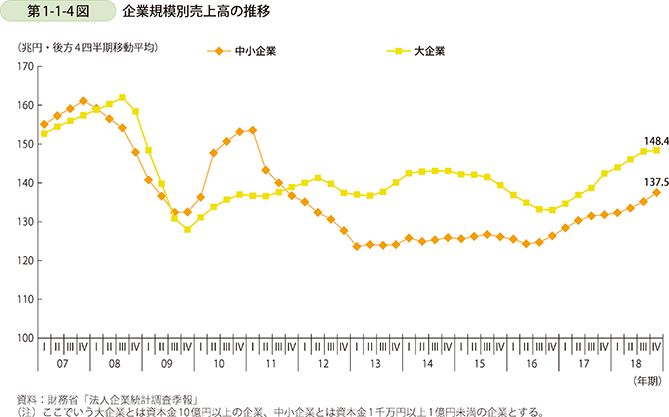 第1-1-4図 企業規模別売上高の推移
(兆円・後方4四半期移動平均)
中小企業 大企業
170
160
150
140
130
120
110
100
148.4
137.5
Ⅰ Ⅱ Ⅲ Ⅳ Ⅰ Ⅱ Ⅲ Ⅳ Ⅰ Ⅱ Ⅲ Ⅳ Ⅰ Ⅱ Ⅲ Ⅳ Ⅰ Ⅱ Ⅲ Ⅳ Ⅰ Ⅱ Ⅲ Ⅳ Ⅰ Ⅱ Ⅲ Ⅳ Ⅰ Ⅱ Ⅲ Ⅳ Ⅰ Ⅱ Ⅲ Ⅳ Ⅰ Ⅱ Ⅲ Ⅳ Ⅰ Ⅱ Ⅲ Ⅳ Ⅰ Ⅱ Ⅲ Ⅳ
07 08 09 10 11 12 13 14 15 16 17 18
(年期)
資料：財務省「法人企業統計調査季報」
(注) ここでいう大企業とは資本金10億円以上の企業、中小企業とは資本金1千万円以上1億円未満の企業とする。